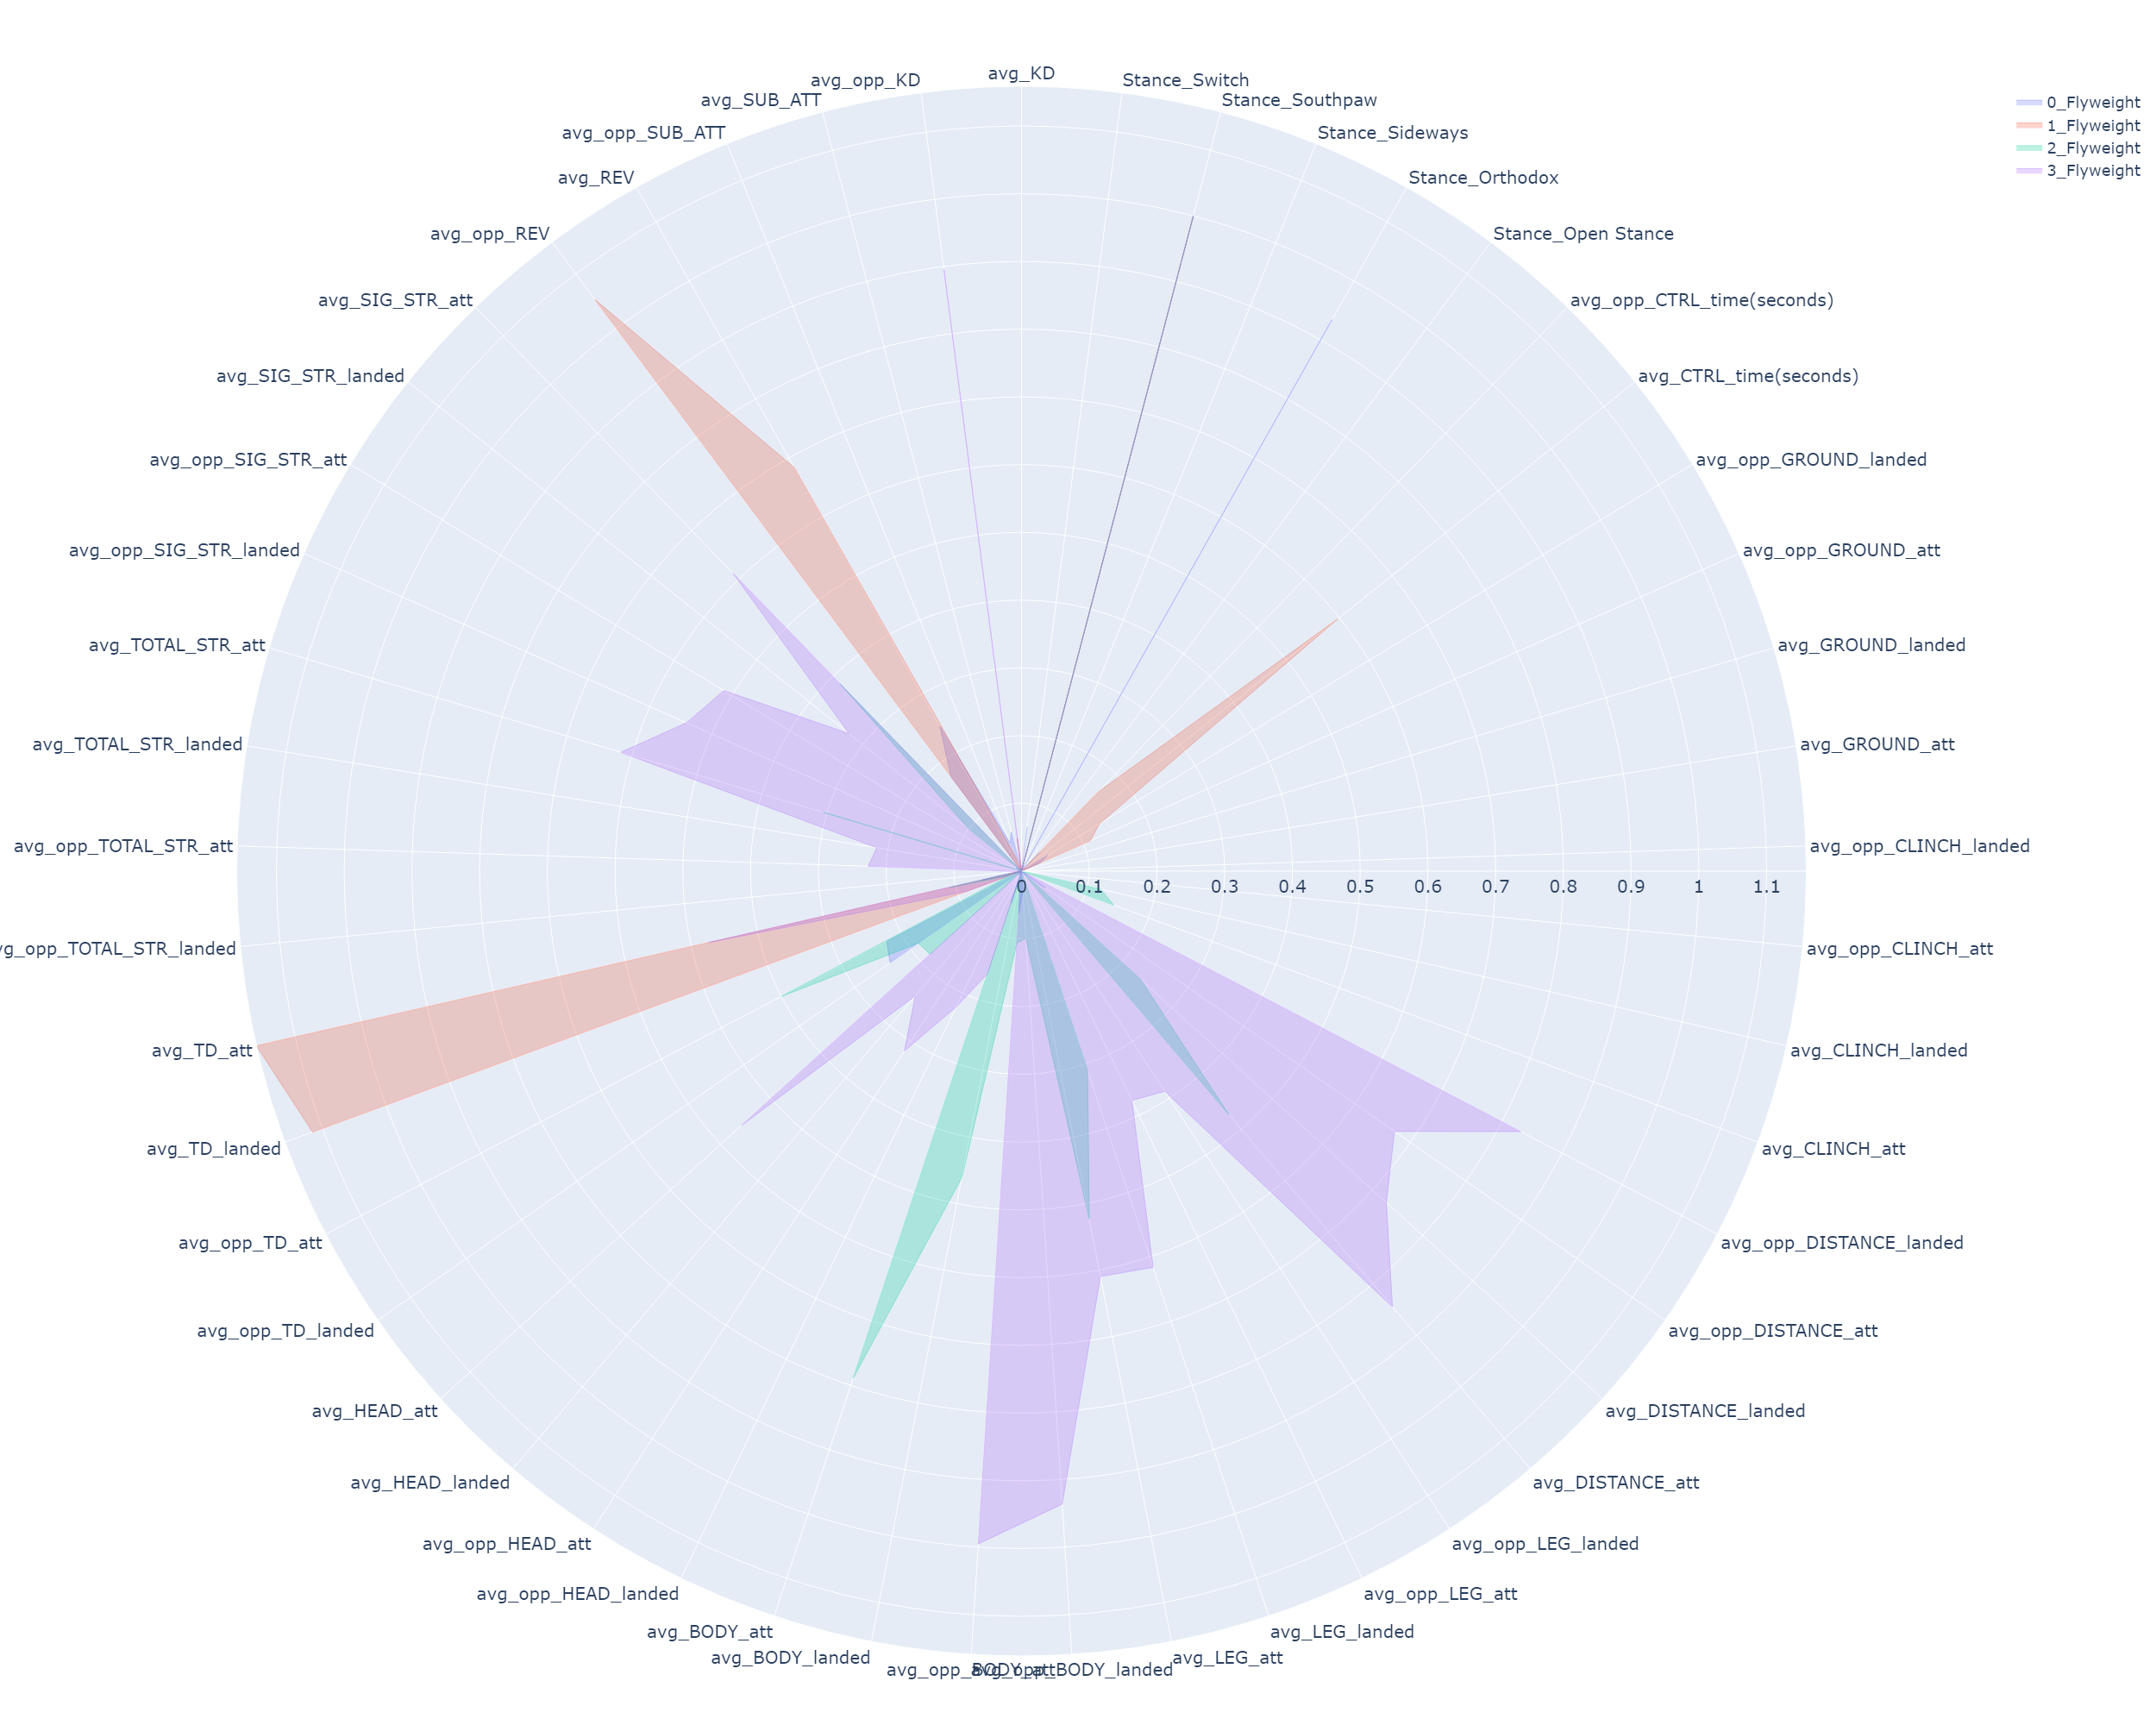 avg_KD
Stance_Switch
Stance_Southpaw
Stance_Sideways
Stance_Orthodox
Stance_Open Stance
avg_opp_CTRL_time(seconds)
avg_CTRL_time(seconds)
avg_opp_GROUND_landed
avg_opp_GROUND_att
avg_GROUND_landed
avg_GROUND_att
avg_opp_CLINCH_landed
avg_opp_CLINCH_att
avg_CLINCH_landed
avg_CLINCH_att
avg_opp_DISTANCE_landed
avg_opp_DISTANCE_att
avg_DISTANCE_landed
avg_DISTANCE_att
avg_opp_LEG_landed
avg_opp_LEG_att
avg_LEG_landed
avg_LEG_att
avg_opp_BODY_landed
avg_opp_BODY_att
avg_BODY_landed
avg_BODY_att
avg_opp_HEAD_landed
avg_opp_HEAD_att
avg_HEAD_landed
avg_HEAD_att
avg_opp_TD_landed
avg_opp_TD_att
avg_TD_landed
avg_TD_att
vg_opp_TOTAL_STR_landed
avg_opp_TOTAL_STR_att
avg_TOTAL_STR_landed
avg_TOTAL_STR_att
avg_opp_SIG_STR_landed
avg_opp_SIG_STR_att
avg_SIG_STR_landed
avg_SIG_STR_att
avg_opp_REV
avg_REV
avg_opp_SUB_ATT
avg_SUB_ATT
avg_opp_KD
0 0.1 0.2 0.3 0.4 0.5 0.6 0.7 0.8 0.9 1 1.1
0_Flyweight
1_Flyweight
2_Flyweight
3_Flyweight